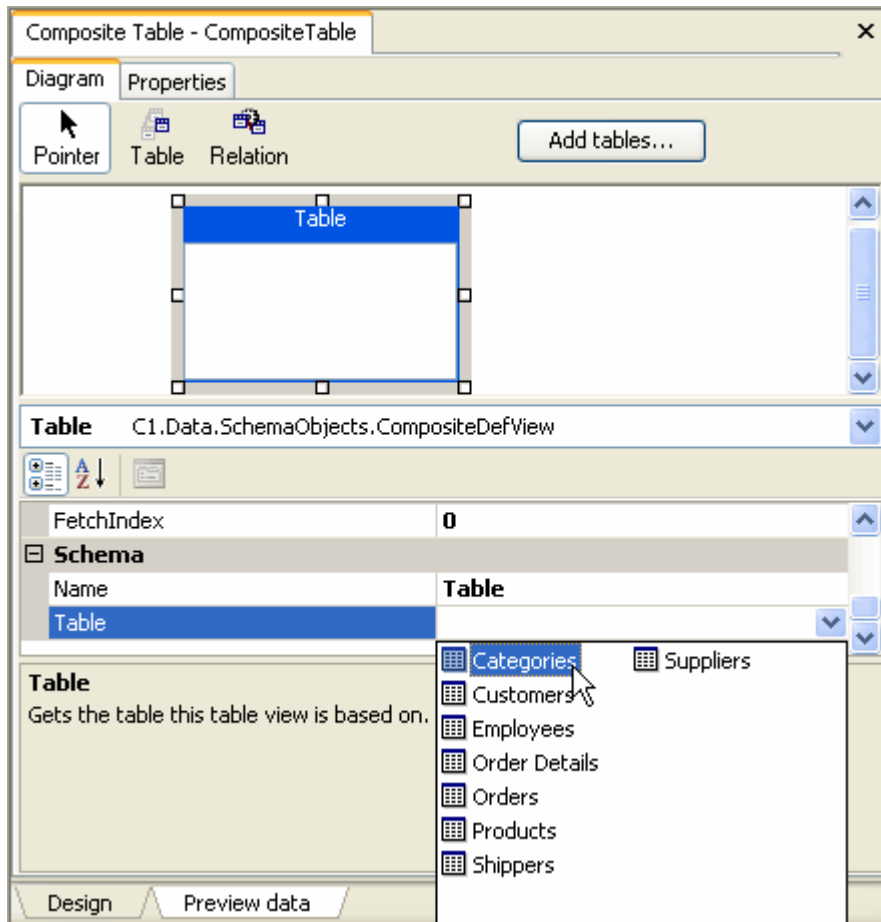 Composite Table - CompositeTable
Diagram Properties
Pointer Table Relation Add tables...
Table
Table C1.Data.SchemaObjects.CompositeDefView
FetchIndex 0
Schema
Name Table
Table
Categories Suppliers
Table
Customers
Gets the table this table view is based on.
Employees
Order Details
Orders
Products
Shippers
Design Preview data